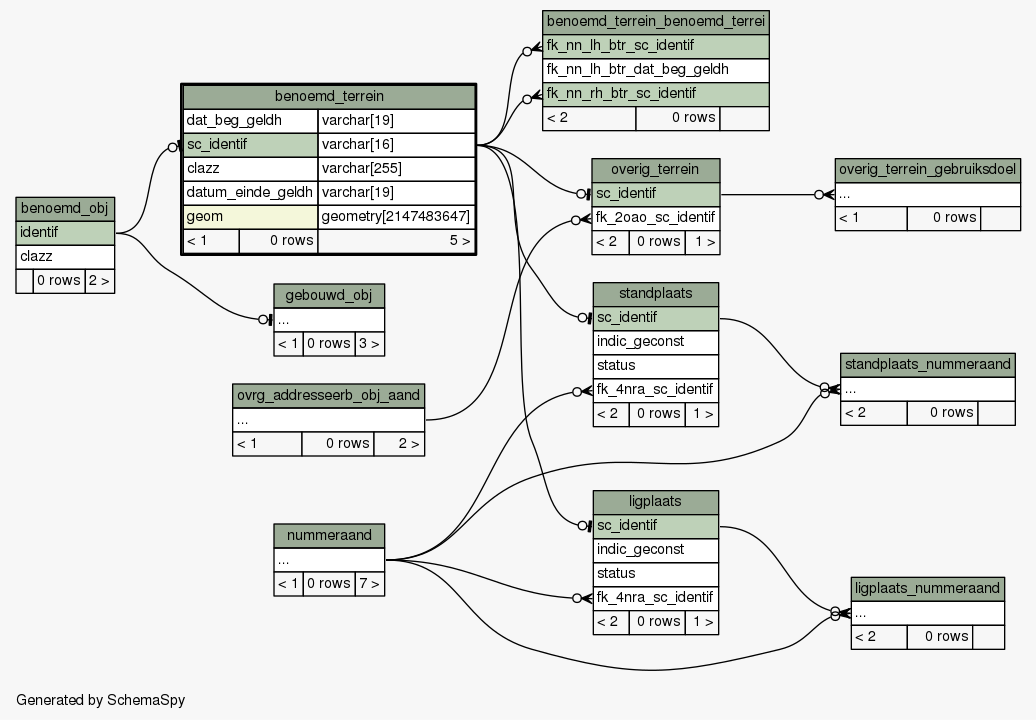 benoemd_terrein_benoemd_terrei
fk_nn_lh_btr_sc_identif
fk_nn_lh_btr_dat_beg_geldh
fk_nn_rh_btr_sc_identif
< 2 0 rows
benoemd_terrein
dat_beg_geldh varchar[19]
sc_identif varchar[16]
clazz varchar[255]
datum_einde_geldh varchar[19]
geom geometry[2147483647]
< 1 0 rows 5 >
overig_terrein
sc_identif
fk_2oao_sc_identif
< 2 0 rows 1 >
overig_terrein_gebruiksdoel
...
< 1 0 rows
benoemd_obj
identif
clazz
0 rows 2 >
gebouwd_obj
...
< 1 0 rows 3 >
standplaats
sc_identif
indic_geconst
status
fk_4nra_sc_identif
< 2 0 rows 1 >
standplaats_nummeraand
...
< 2 0 rows
ovrg_addresseerb_obj_aand
...
< 1 0 rows 2 >
ligplaats
sc_identif
indic_geconst
status
fk_4nra_sc_identif
< 2 0 rows 1 >
nummeraand
...
< 1 0 rows 7 >
ligplaats_nummeraand
...
< 2 0 rows
Generated by SchemaSpy